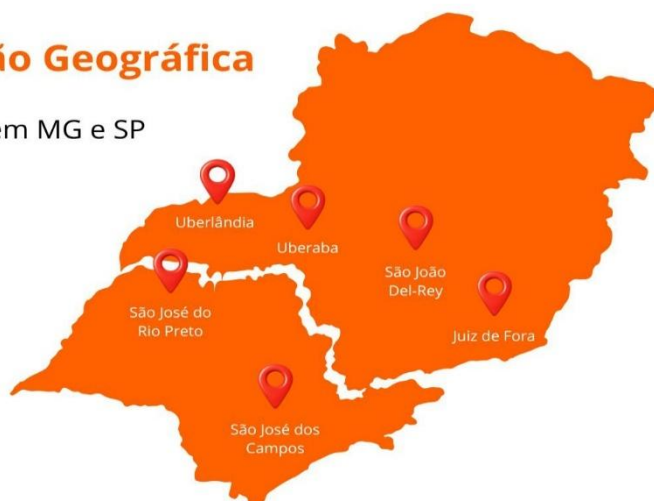 ão Geográfica
em MG e SP
Uberlândia
Uberaba
São João
Del-Rey
São José do
Rio Preto
Juiz de Fora
São José dos
Campos